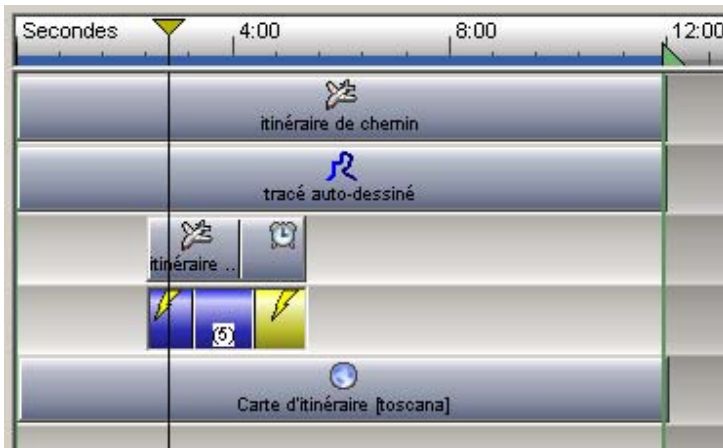 Secondes 4:00 8:00 12:00
itinéraire de chemin
tracé auto-dessiné
itinéraire ..
(5)
Carte d'itinéraire [toscana]